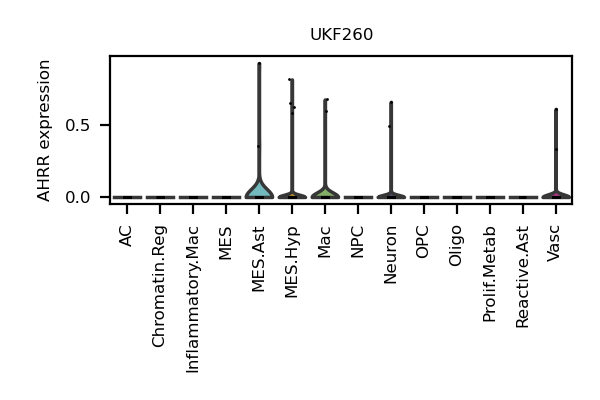 UKF260
AHRR expression
0.5
0.0
AC
Chromatin.Reg
Inflammatory.Mac
MES
MES.Ast
MES.Hyp
Mac
NPC
Neuron
OPC
Oligo
Prolif.Metab
Reactive.Ast
Vasc